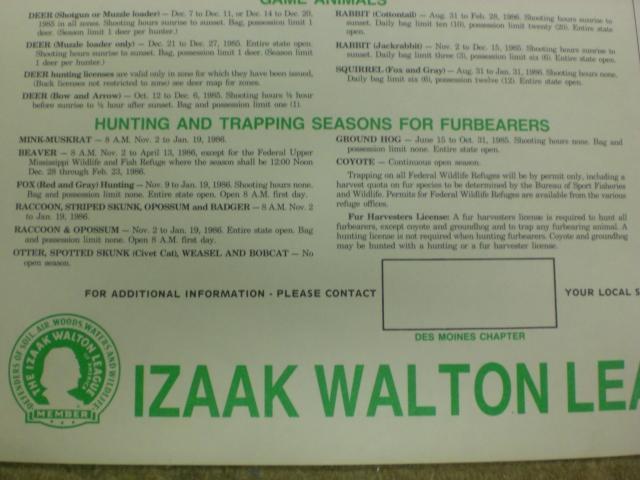 GAME ANIMALS
DEER (Shotgun or Muzzle loader) — Dec. 7 to Dec. 11, or Dec. 14 to Dec. 20,
1985 in all zones. Shooting hours sunrise to sunset. Bag, possession limit 1
deer. (Season limit 1 deer per hunter.)
DEER (Muzzle loader only) — Dec. 21 to Dec. 27, 1985. Entire state open.
Shooting hours sunrise to sunset. Bag, possession limit 1 deer. (Season limit
1 deer per hunter.)
DEER hunting licenses are valid only in zone for which they have been issued,
(Buck licenses not restricted to zone) see deer map for zones.
DEER (Bow and Arrow) — Oct. 12 to Dec. 6, 1985. Shooting hours ½ hour
before sunrise to ½ hour after sunset. Bag and possession limit one (1).
RABBIT (Cottontail) — Aug. 31 to Feb. 28, 1986. Shooting hours sunrise to
sunset. Daily bag limit ten (10), possession limit twenty (20). Entire state
open.
RABBIT (Jackrabbit) — Nov. 2 to Dec. 15, 1985. Shooting hours sunrise to
sunset. Daily bag limit three (3), possession limit six (6). Entire state
open.
SQUIRREL (Fox and Gray) — Aug. 31 to Jan. 31, 1986. Shooting hours none.
Daily bag limit six (6), possession twelve (12). Entire state open.
HUNTING AND TRAPPING SEASONS FOR FURBEARERS
MINK-MUSKRAT — 8 A.M. Nov. 2 to Jan. 19, 1986.
BEAVER — 8 A.M. Nov. 2 to April 13, 1986, except for the Federal Upper
Mississippi Wildlife and Fish Refuge where the season shall be 12:00 Noon
Dec. 28 through Feb. 23, 1986.
FOX (Red and Gray) Hunting — Nov. 9 to Jan. 19, 1986. Shooting hours none.
Bag and possession limit none. Entire state open. Open 8 A.M. first day.
RACCOON, STRIPED SKUNK, OPOSSUM and BADGER — 8 A.M. Nov. 2
to Jan. 19, 1986.
RACCOON & OPOSSUM — Nov. 2 to Jan. 19, 1986. Entire state open. Bag
and possession limit none. Open 8 A.M. first day.
OTTER, SPOTTED SKUNK (Civet Cat), WEASEL AND BOBCAT — No
open season.
GROUND HOG — June 15 to Oct. 31, 1985. Shooting hours none. Bag and
possession limit none. Entire state open.
COYOTE — Continuous open season.
Trapping on all Federal Wildlife Refuges will be by permit only, including a
harvest quota on fur species to be determined by the Bureau of Sport Fisheries
and Wildlife. Permits for Federal Wildlife Refuges are available from the various
refuge offices.
Fur Harvesters License: A fur harvesters license is required to hunt all
furbearers, except coyote and groundhog and to trap any furbearing animal. A
hunting license is not required when hunting furbearers. Coyote and groundhog
may be hunted with a hunting or a fur harvester license.
FOR ADDITIONAL INFORMATION - PLEASE CONTACT
YOUR LOCAL S
DES MOINES CHAPTER
DEFENDERS OF SOIL, AIR, WOODS, WATERS AND WILDLIFE
THE IZAAK WALTON LEAGUE
OF AMERICA
MEMBER
IZAAK WALTON LEA